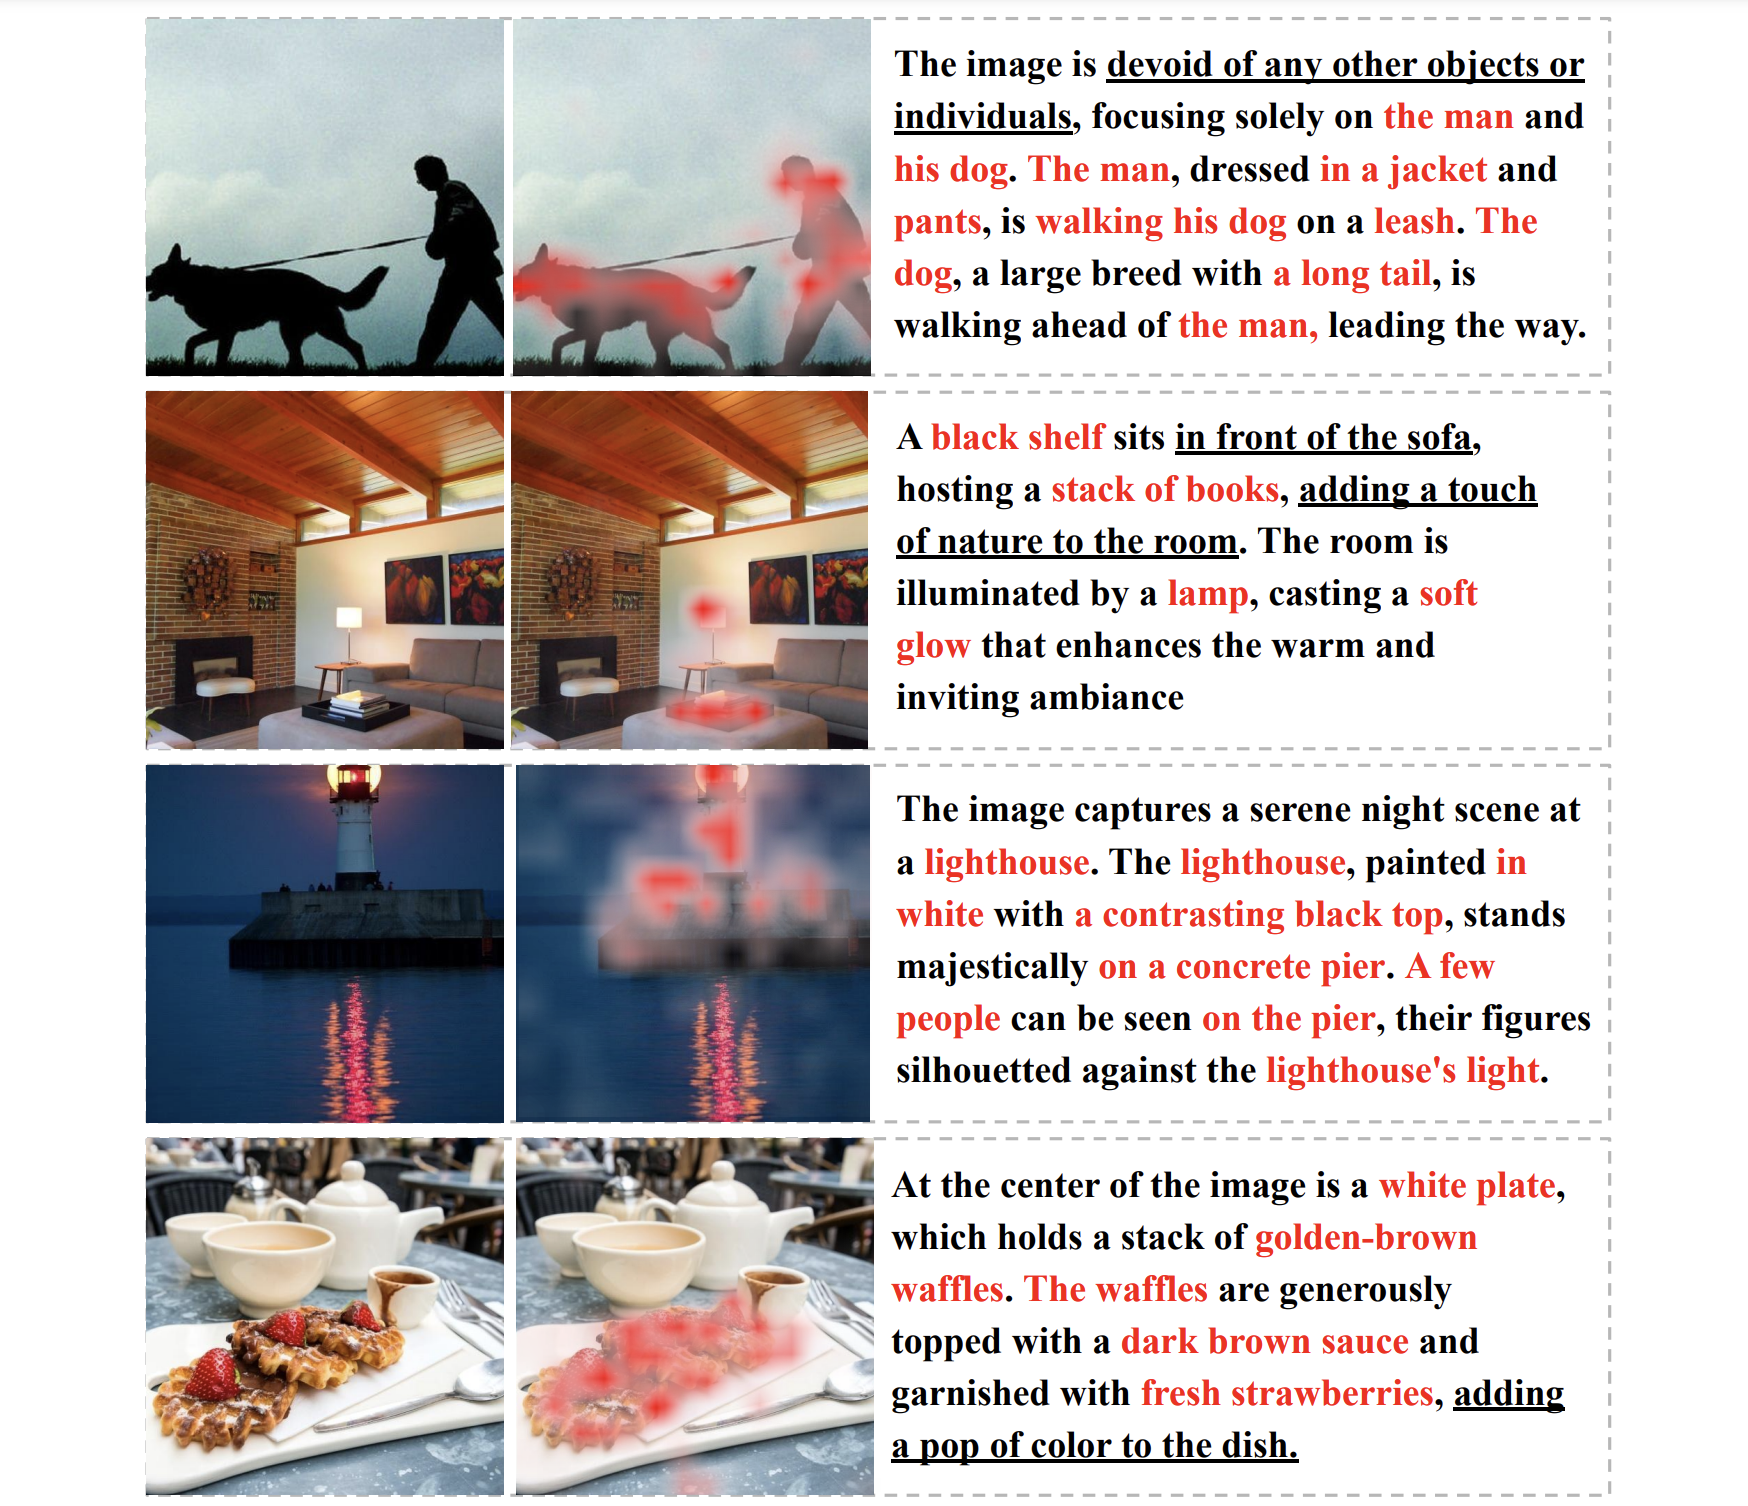 The image is devoid of any other objects or
individuals, focusing solely on the man and
his dog. The man, dressed in a jacket and
pants, is walking his dog on a leash. The
dog, a large breed with a long tail, is
walking ahead of the man, leading the way.
A black shelf sits in front of the sofa,
hosting a stack of books, adding a touch
of nature to the room. The room is
illuminated by a lamp, casting a soft
glow that enhances the warm and
inviting ambiance
The image captures a serene night scene at
a lighthouse. The lighthouse, painted in
white with a contrasting black top, stands
majestically on a concrete pier. A few
people can be seen on the pier, their figures
silhouetted against the lighthouse's light.
At the center of the image is a white plate,
which holds a stack of golden-brown
waffles. The waffles are generously
topped with a dark brown sauce and
garnished with fresh strawberries, adding
a pop of color to the dish.